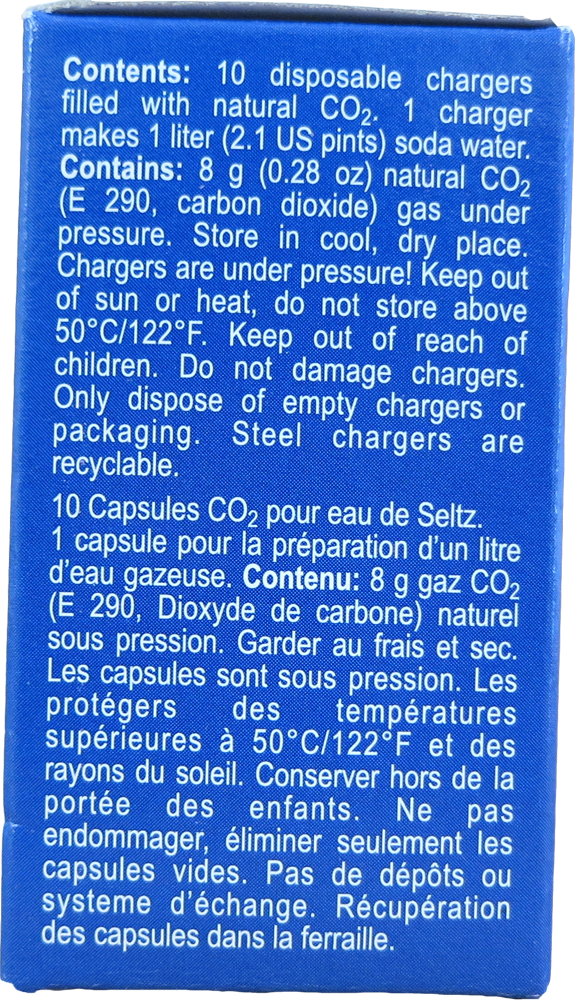 Contents: 10 disposable chargers
filled with natural CO₂. 1 charger
makes 1 liter (2.1 US pints) soda water.
Contains: 8 g (0.28 oz) natural CO₂
(E 290, carbon dioxide) gas under
pressure. Store in cool, dry place.
Chargers are under pressure! Keep out
of sun or heat, do not store above
50°C/122°F. Keep out of reach of
children. Do not damage chargers.
Only dispose of empty chargers or
packaging. Steel chargers are
recyclable.
10 Capsules CO₂ pour eau de Seltz.
1 capsule pour la préparation d'un litre
d'eau gazeuse. Contenu: 8 g gaz CO₂
(E 290, Dioxyde de carbone) naturel
sous pression. Garder au frais et sec.
Les capsules sont sous pression. Les
protégers des températures
supérieures à 50°C/122°F et des
rayons du soleil. Conserver hors de la
portée des enfants. Ne pas
endommager, éliminer seulement les
capsules vides. Pas de dépôts ou
systeme d'échange. Récupération
des capsules dans la ferraille.